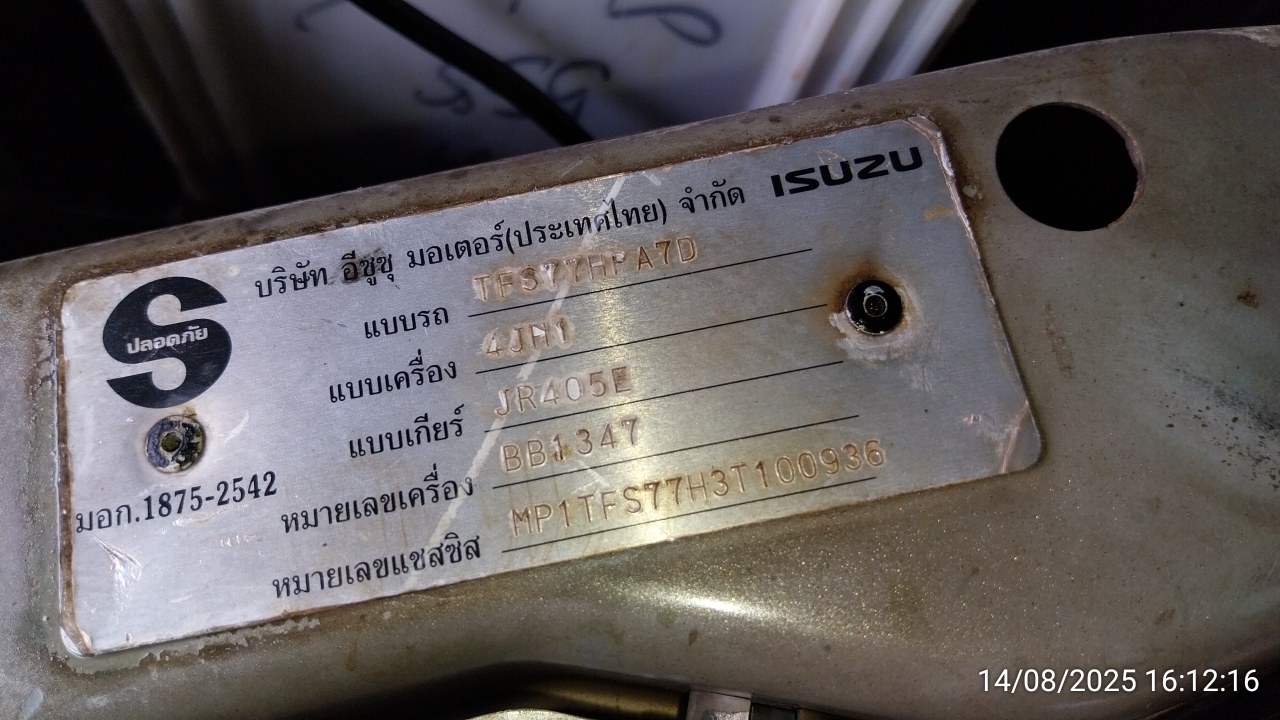 บริษัท อีซูซุ มอเตอร์(ประเทศไทย) จำกัด ISUZU
ปลอดภัย
แบบรถ TFS77HPA7D
แบบเครื่อง 4JH1
แบบเกียร์ JR405E
หมายเลขเครื่อง BB1347
มอก.1875-2542
หมายเลขแชสซิส MP1TFS77H3T100936
14/08/2025 16:12:16